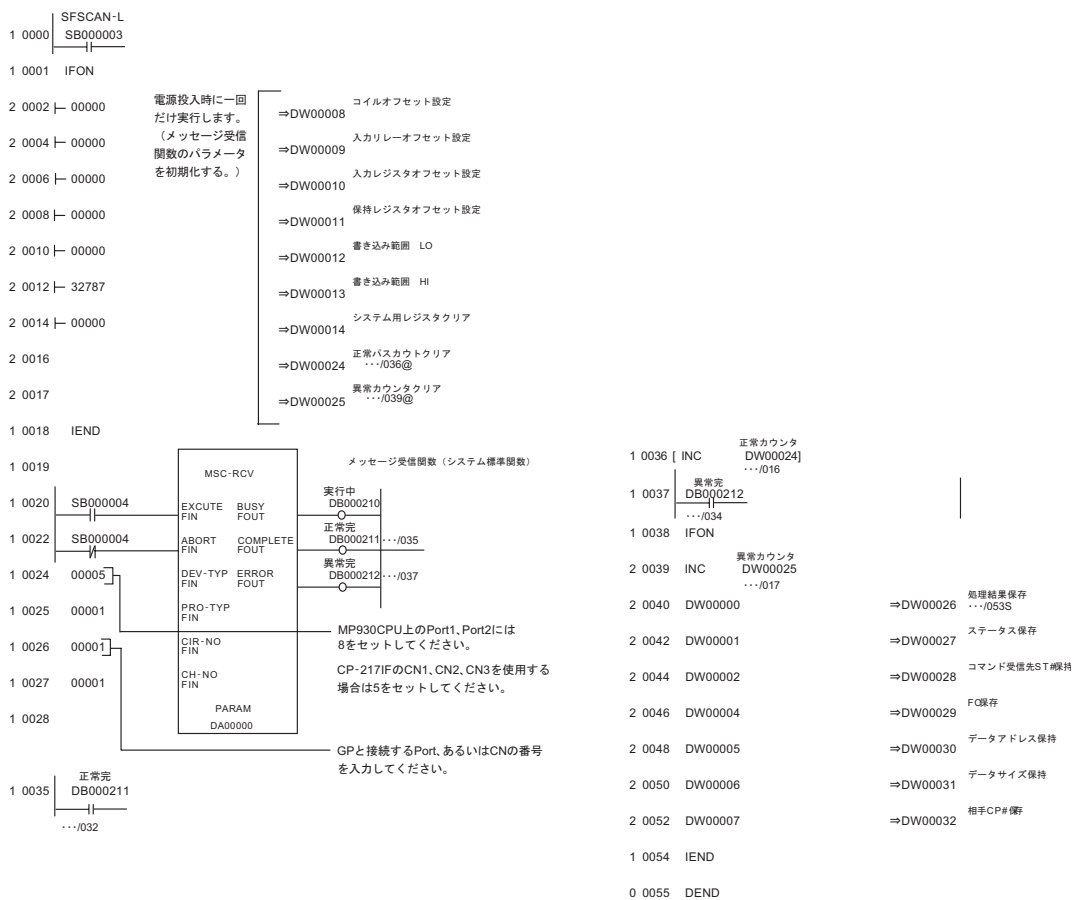 SFSCAN-L
1 0000 SB000003
1 0001 IFON
2 0002 00000 ⇒DW00008 コイルオフセット設定
2 0004 00000 ⇒DW00009 入力リレーオフセット設定
2 0006 00000 ⇒DW00010 入力レジスタオフセット設定
2 0008 00000 ⇒DW00011 保持レジスタオフセット設定
2 0010 00000 ⇒DW00012 書き込み範囲 LO
2 0012 32787 ⇒DW00013 書き込み範囲 HI
2 0014 00000 ⇒DW00014 システム用レジスタクリア
2 0016 ⇒DW00024 正常パスカウトクリア
･･･/036@
2 0017 ⇒DW00025 異常カウンタクリア
･･･/039@
電源投入時に一回
だけ実行します。
（メッセージ受信
関数のパラメータ
を初期化する。）
1 0018 IEND
1 0019
MSC-RCV
メッセージ受信関数（システム標準関数）
実行中
1 0020 SB000004 EXCUTE BUSY DB000210
FIN FOUT
正常完
1 0022 SB000004 ABORT COMPLETE DB000211 ･･･/035
FIN FOUT
異常完
1 0024 00005 DEV-TYP ERROR DB000212 ･･･/037
FIN FOUT
1 0025 00001 PRO-TYP
FIN
1 0026 00001 CIR-NO
FIN
1 0027 00001 CH-NO
FIN
1 0028 PARAM
DA00000
MP930CPU上のPort1、Port2には
8をセットしてください。
CP-217IFのCN1、CN2、CN3を使用する
場合は5をセットしてください。
GPと接続するPort、あるいはCNの番号
を入力してください。
正常完
1 0035 DB000211
･･･/032
正常カウンタ
1 0036 [ INC DW00024]
･･･/016
異常完
1 0037 DB000212
･･･/034
1 0038 IFON
異常カウンタ
2 0039 INC DW00025
･･･/017
2 0040 DW00000 ⇒DW00026 処理結果保存
･･･/053S
2 0042 DW00001 ⇒DW00027 ステータス保存
2 0044 DW00002 ⇒DW00028 コマンド受信先ST#保持
2 0046 DW00004 ⇒DW00029 FC保存
2 0048 DW00005 ⇒DW00030 データアドレス保持
2 0050 DW00006 ⇒DW00031 データサイズ保持
2 0052 DW00007 ⇒DW00032 相手CP#保存
1 0054 IEND
0 0055 DEND